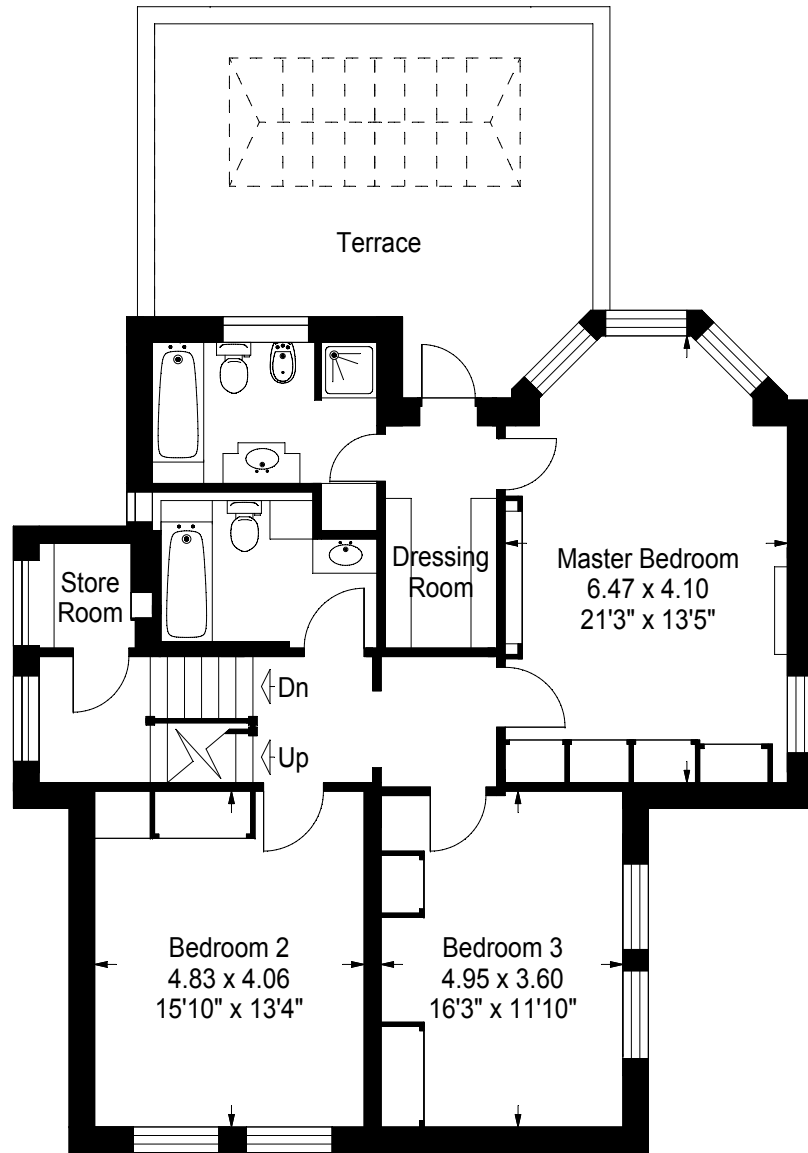 Terrace
Dressing
Room
Master Bedroom
6.47 x 4.10
21'3" x 13'5"
Store
Room
Dn
Up
Bedroom 2
4.83 x 4.06
15'10" x 13'4"
Bedroom 3
4.95 x 3.60
16'3" x 11'10"